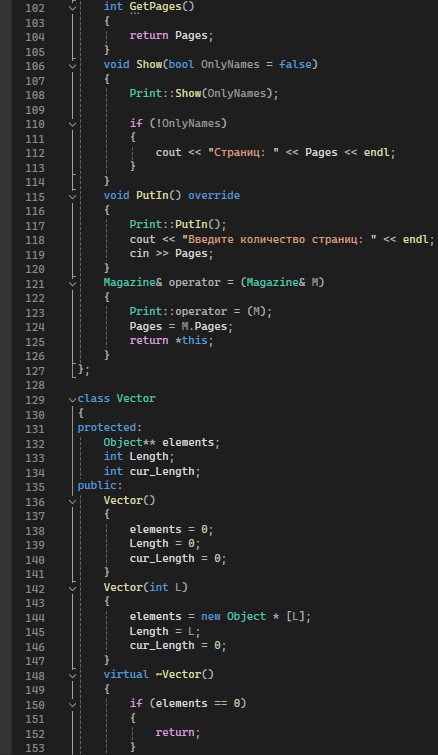 102 int GetPages()
103 {
104 return Pages;
105 }
106 void Show(bool OnlyNames = false)
107 {
108 Print::Show(OnlyNames);
109
110 if (!OnlyNames)
111 {
112 cout << "Страниц: " << Pages << endl;
113 }
114 }
115 void PutIn() override
116 {
117 Print::PutIn();
118 cout << "Введите количество страниц: " << endl;
119 cin >> Pages;
120 }
121 Magazine& operator = (Magazine& M)
122 {
123 Print::operator = (M);
124 Pages = M.Pages;
125 return *this;
126 }
127 };
128
129 class Vector
130 {
131 protected:
132 Object** elements;
133 int Length;
134 int cur_Length;
135 public:
136 Vector()
137 {
138 elements = 0;
139 Length = 0;
140 cur_Length = 0;
141 }
142 Vector(int L)
143 {
144 elements = new Object * [L];
145 Length = L;
146 cur_Length = 0;
147 }
148 virtual ~Vector()
149 {
150 if (elements == 0)
151 {
152 return;
153 }